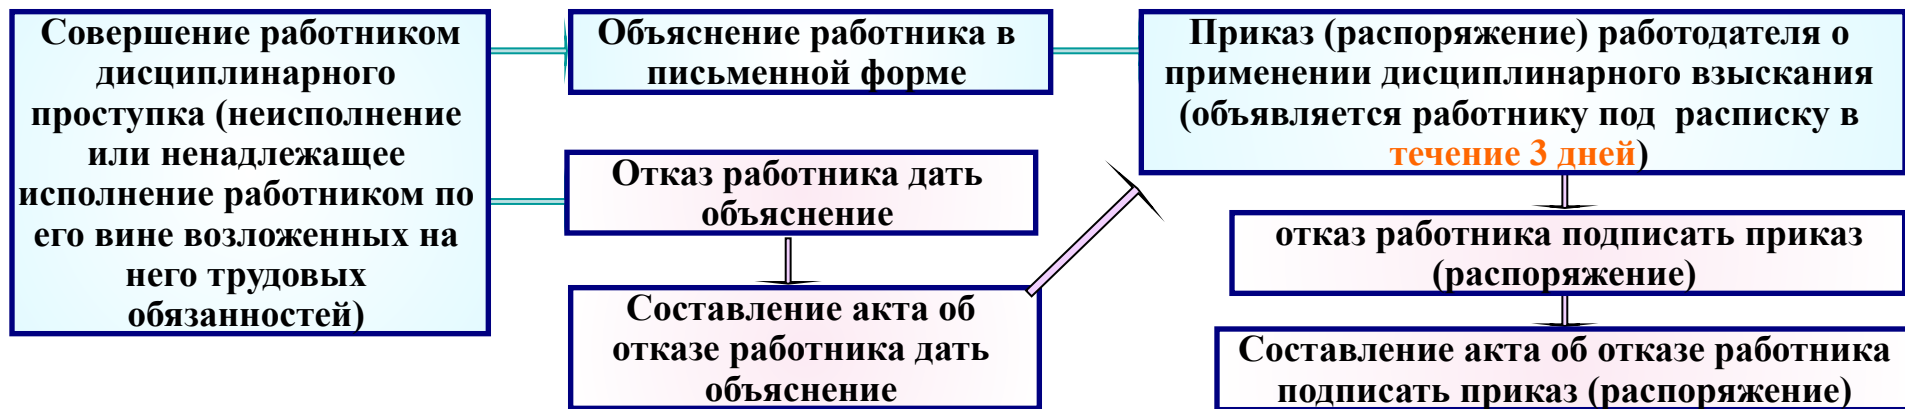 Совершение работником
дисциплинарного
проступка (неисполнение
или ненадлежащее
исполнение работником по
его вине возложенных на
него трудовых
обязанностей)
Объяснение работника в
письменной форме
Приказ (распоряжение) работодателя о
применении дисциплинарного взыскания
(объявляется работнику под расписку в
течение 3 дней)
Отказ работника дать
объяснение
Составление акта об
отказе работника дать
объяснение
отказ работника подписать приказ
(распоряжение)
Составление акта об отказе работника
подписать приказ (распоряжение)